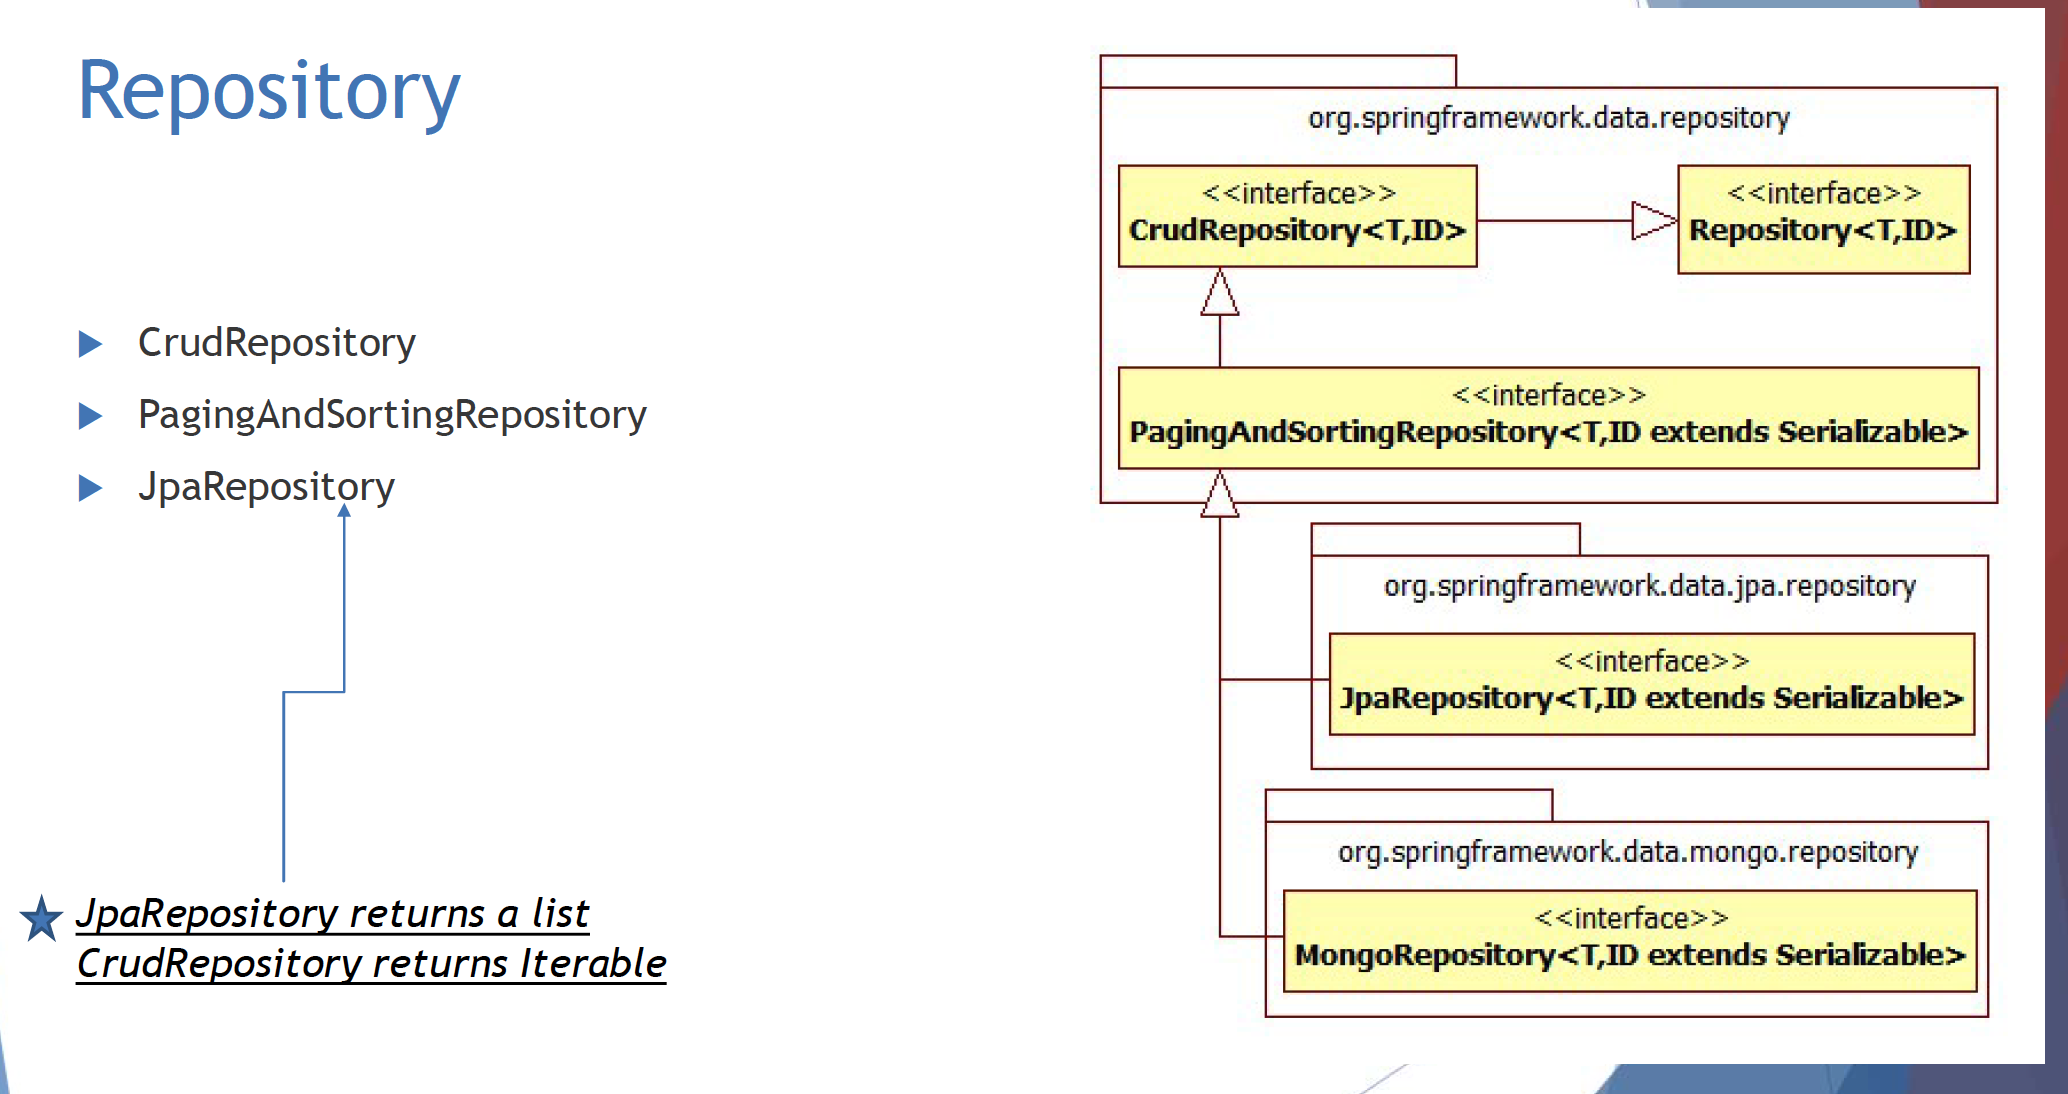 Repository
CrudRepository
PagingAndSortingRepository
JpaRepository
JpaRepository returns a list
CrudRepository returns Iterable
org.springframework.data.repository
<<interface>>
CrudRepository<T,ID>
<<interface>>
Repository<T,ID>
<<interface>>
PagingAndSortingRepository<T,ID extends Serializable>
org.springframework.data.jpa.repository
<<interface>>
JpaRepository<T,ID extends Serializable>
org.springframework.data.mongo.repository
<<interface>>
MongoRepository<T,ID extends Serializable>